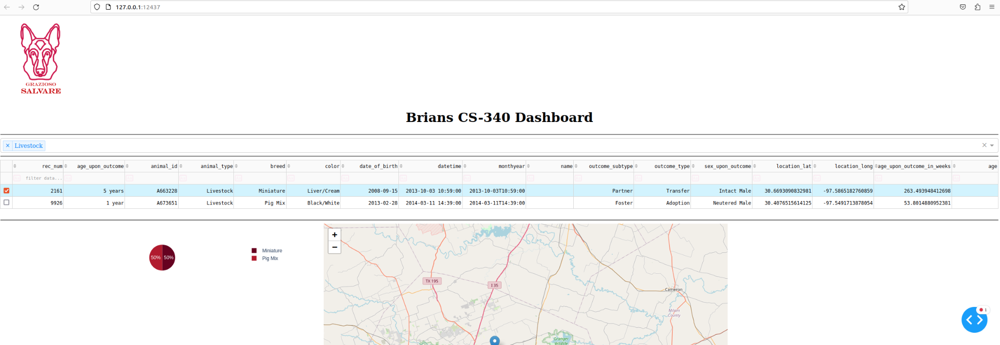 127.0.0.1:12437
GRAZIOSO
SALVARE
Brians CS-340 Dashboard
× Livestock
rec_num age_upon_outcome animal_id animal_type breed color date_of_birth datetime monthyear name outcome_subtype outcome_type sex_upon_outcome location_lat location_long age_upon_outcome_in_weeks age
filter data...
2161 5 years A663228 Livestock Miniature Liver/Cream 2008-09-15 2013-10-03 10:59:00 2013-10-03T10:59:00 Partner Transfer Intact Male 30.6693090832981 -97.5865182760859 263.493948412698
9926 1 year A673651 Livestock Pig Mix Black/White 2013-02-28 2014-03-11 14:39:00 2014-03-11T14:39:00 Foster Adoption Neutered Male 30.4076515614125 -97.5491713878054 53.8014880952381
50% 50%
Miniature
Pig Mix
+
−
TX 195
I 35
Cameron
Milam
County
Granger
Wildlife
1